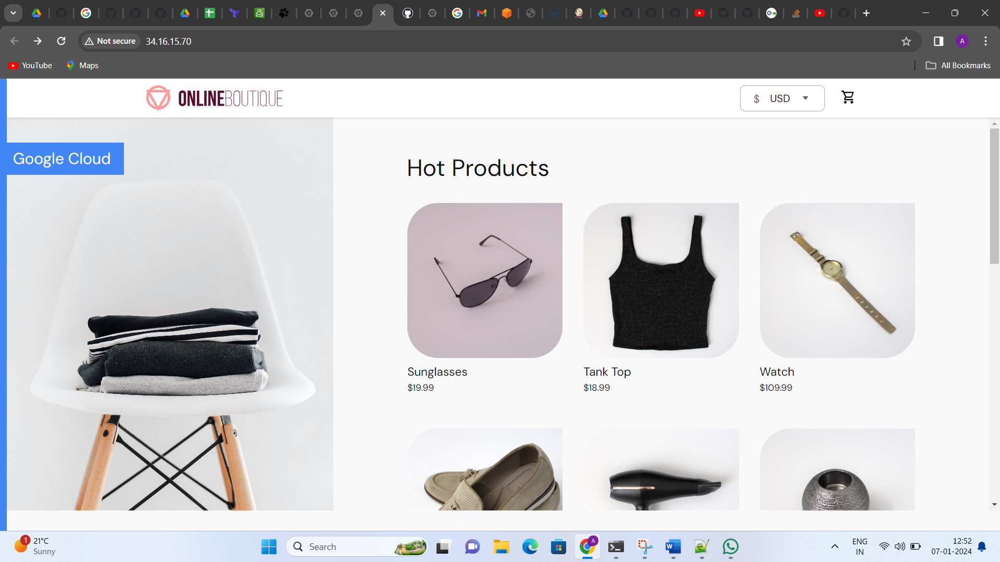 Not secure
34.16.15.70
YouTube
Maps
All Bookmarks
A
ONLINEBOUTIQUE
$ USD
Google Cloud
Hot Products
Sunglasses
$19.99
Tank Top
$18.99
Watch
$109.99
1
21°C
Sunny
Search
A
W
ENG
IN
12:52
07-01-2024